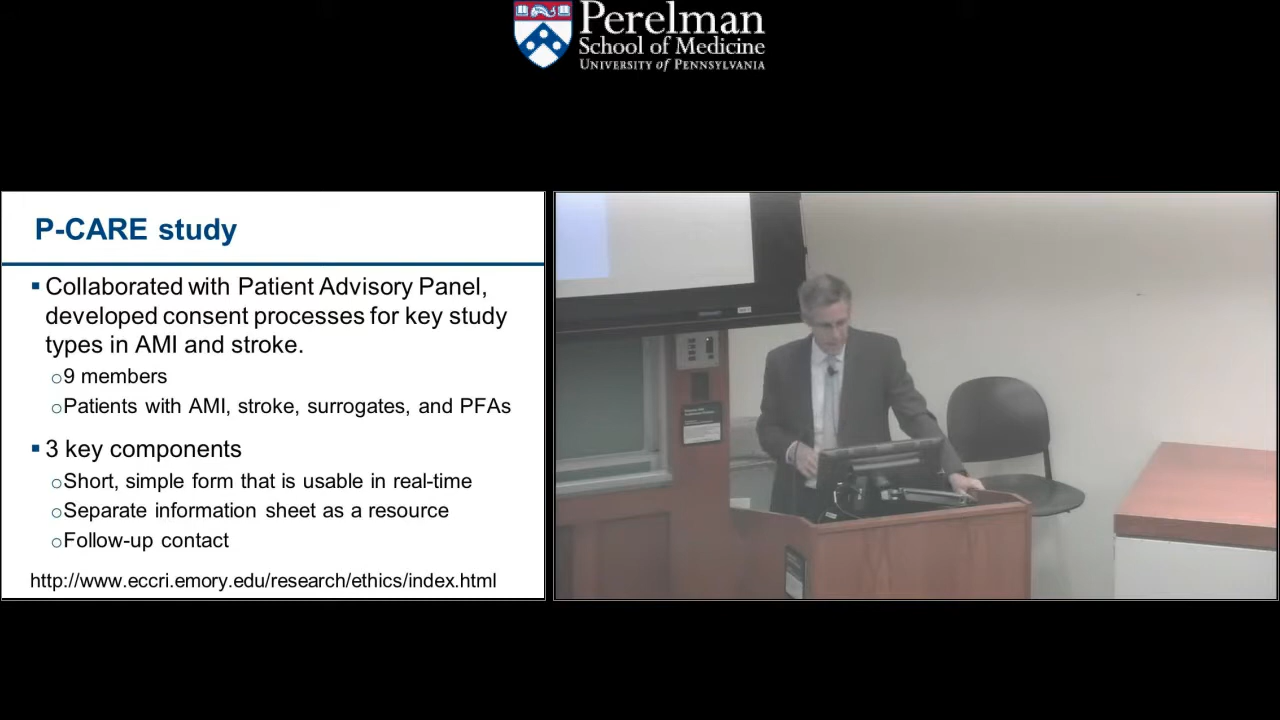 Perelman
School of Medicine
UNIVERSITY of PENNSYLVANIA
P-CARE study
▪ Collaborated with Patient Advisory Panel,
developed consent processes for key study
types in AMI and stroke.
○9 members
○Patients with AMI, stroke, surrogates, and PFAs
▪ 3 key components
○Short, simple form that is usable in real-time
○Separate information sheet as a resource
○Follow-up contact
http://www.eccri.emory.edu/research/ethics/index.html